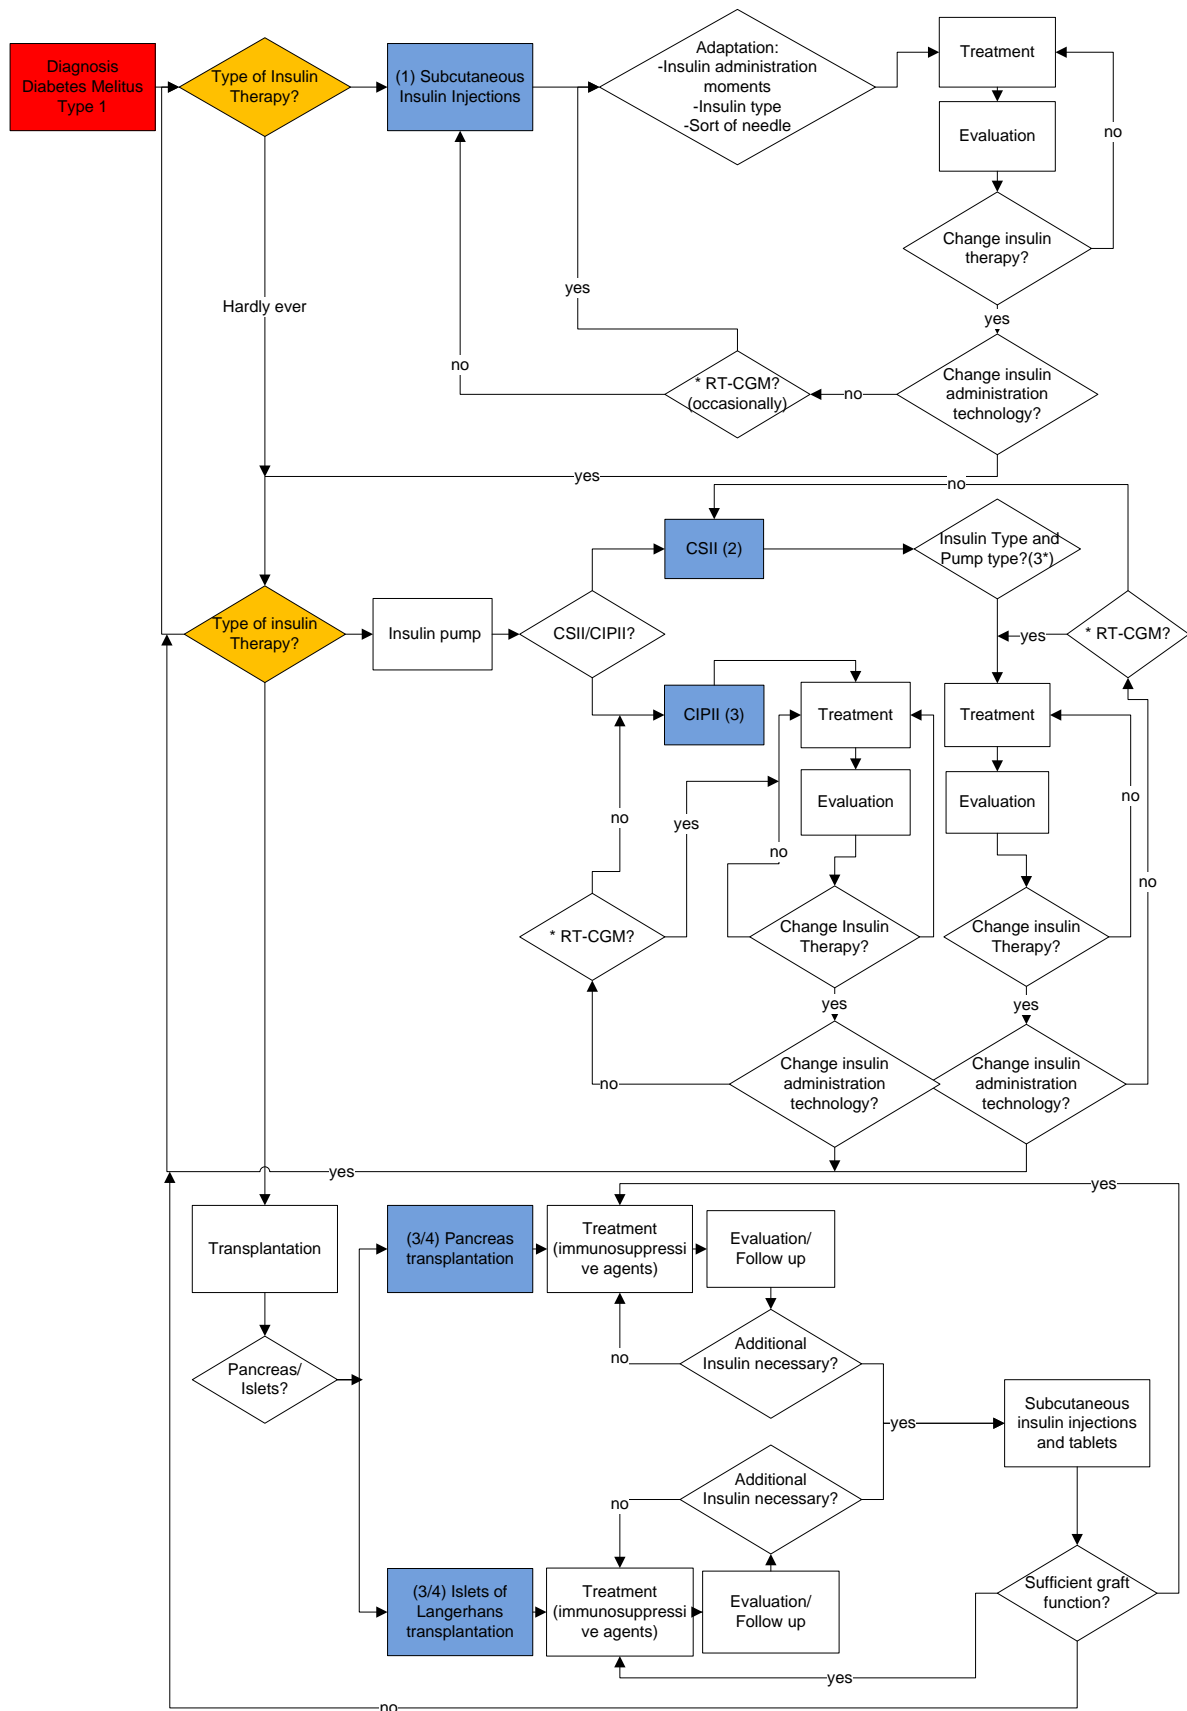 Diagnosis
Diabetes Melitus
Type 1
Type of Insulin
Therapy?
(1) Subcutaneous
Insulin Injections
Adaptation:
-Insulin administration
moments
-Insulin type
-Sort of needle
Treatment
Evaluation
no
Change insulin
therapy?
yes
Hardly ever
yes
no
* RT-CGM?
(occasionally)
no
Change insulin
administration
technology?
yes
no
CSII (2)
Insulin Type and
Pump type?(3*)
Type of insulin
Therapy?
Insulin pump
CSII/CIPII?
yes
* RT-CGM?
CIPII (3)
Treatment
Treatment
Evaluation
Evaluation
no
no
yes
no
no
* RT-CGM?
Change Insulin
Therapy?
Change insulin
Therapy?
yes
yes
no
Change insulin
administration
technology?
Change insulin
administration
technology?
yes
yes
Transplantation
(3/4) Pancreas
transplantation
Treatment
(immunosuppressi
ve agents)
Evaluation/
Follow up
Pancreas/
Islets?
no
Additional
Insulin necessary?
yes
Subcutaneous
insulin injections
and tablets
Additional
Insulin necessary?
no
(3/4) Islets of
Langerhans
transplantation
Treatment
(immunosuppressi
ve agents)
Evaluation/
Follow up
Sufficient graft
function?
yes
no